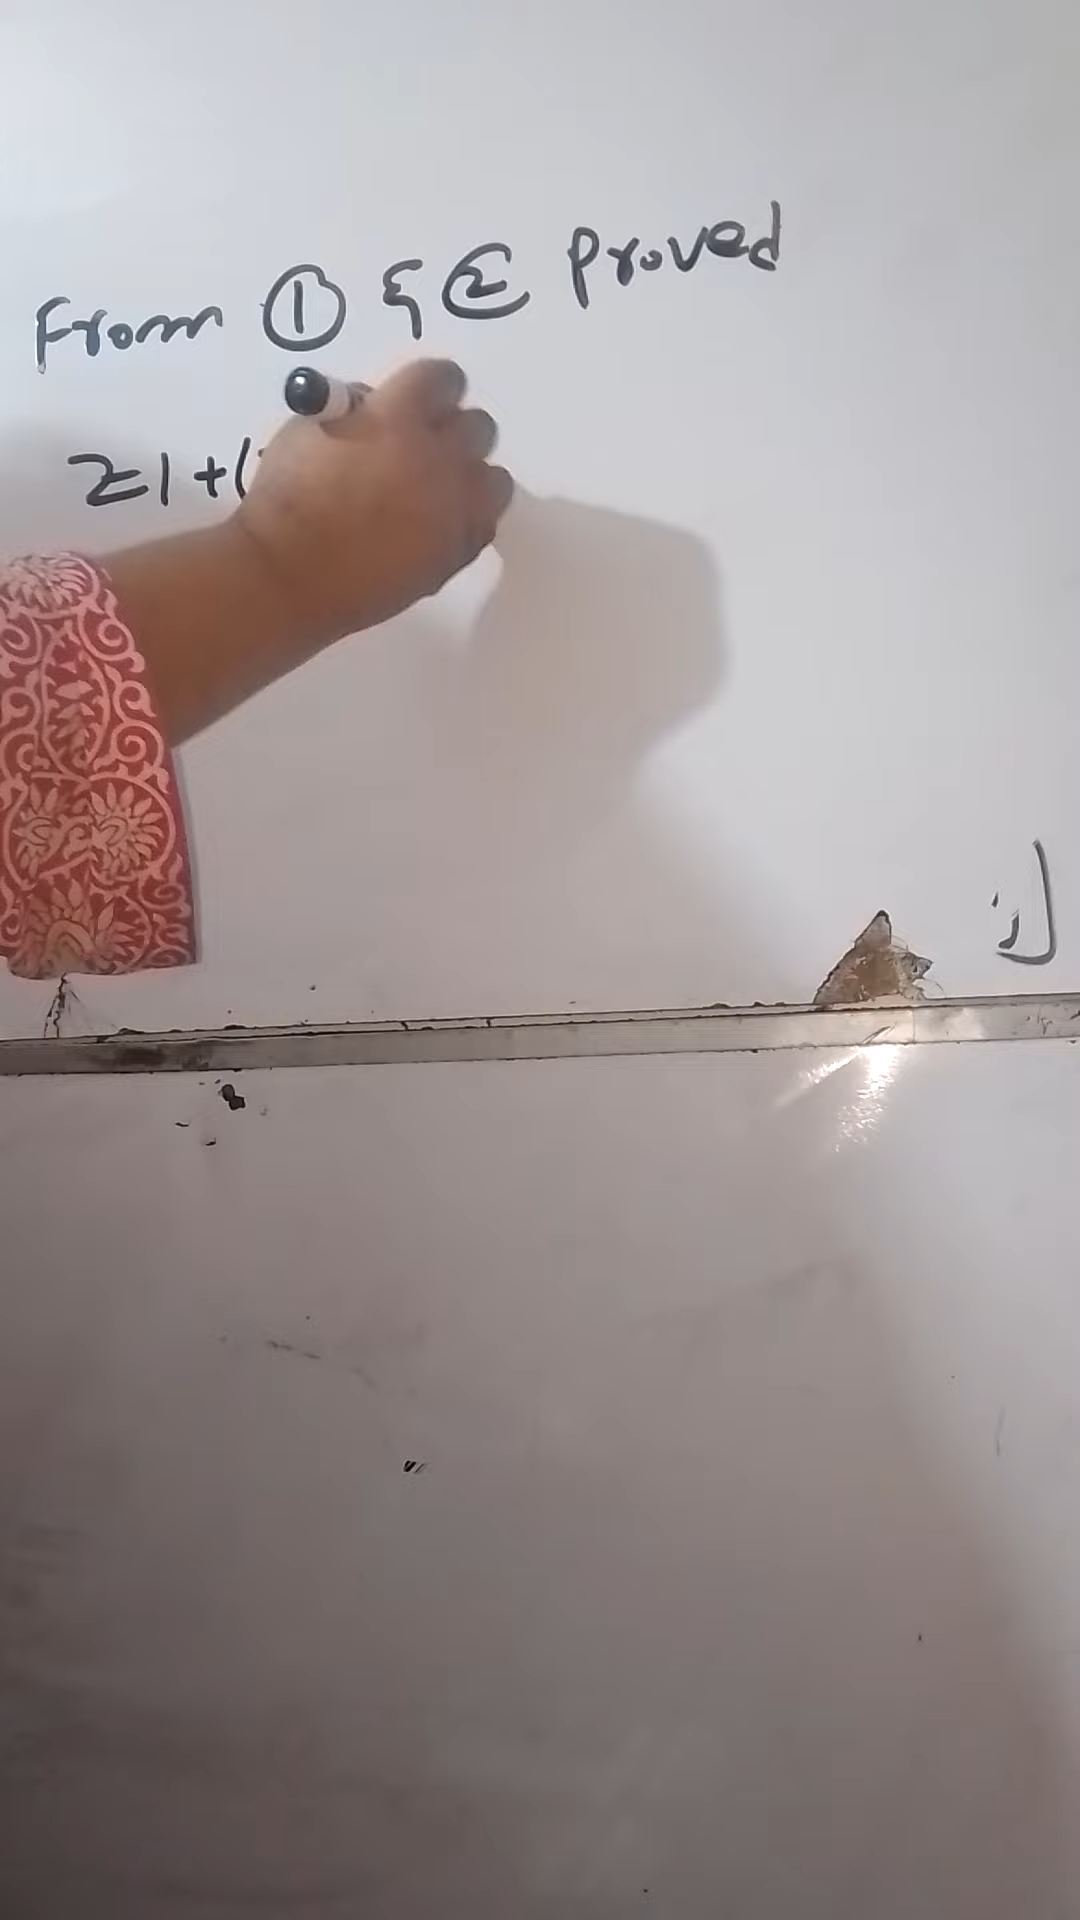 From ① & ② Proved
z1+(
i)